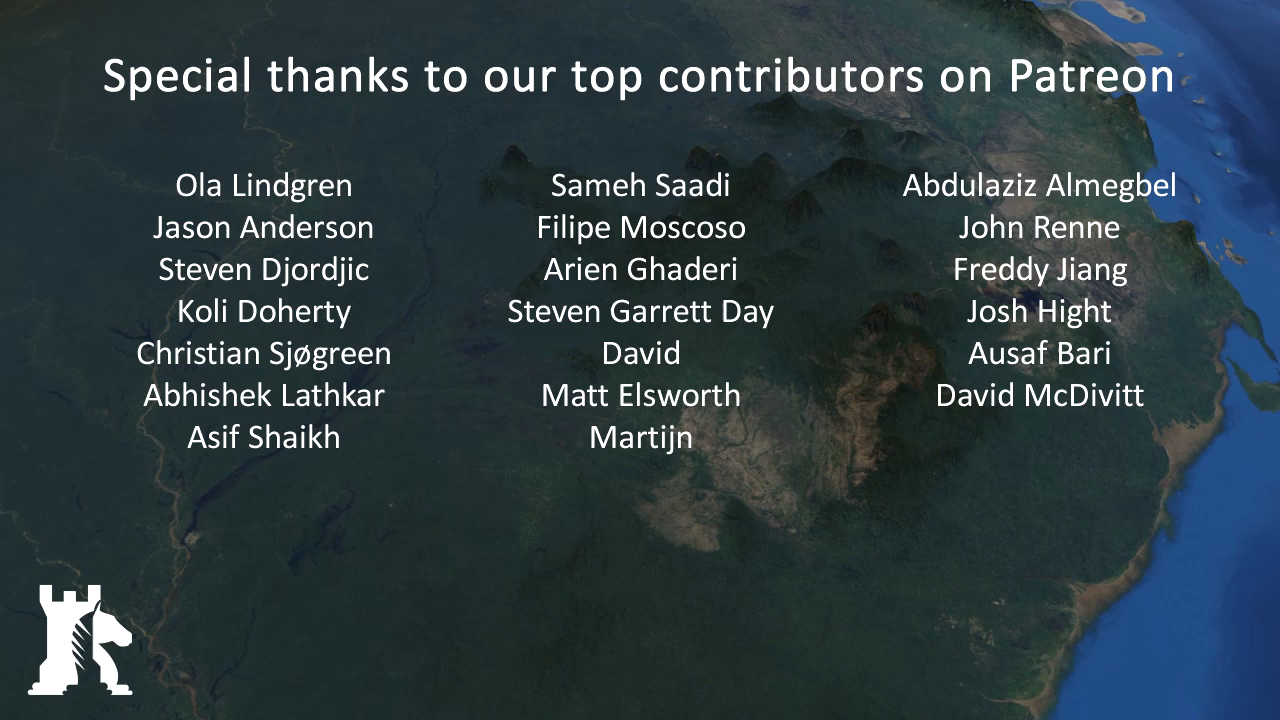 Special thanks to our top contributors on Patreon
Ola Lindgren
Jason Anderson
Steven Djordjic
Koli Doherty
Christian Sjøgreen
Abhishek Lathkar
Asif Shaikh
Sameh Saadi
Filipe Moscoso
Arien Ghaderi
Steven Garrett Day
David
Matt Elsworth
Martijn
Abdulaziz Almegbel
John Renne
Freddy Jiang
Josh Hight
Ausaf Bari
David McDivitt